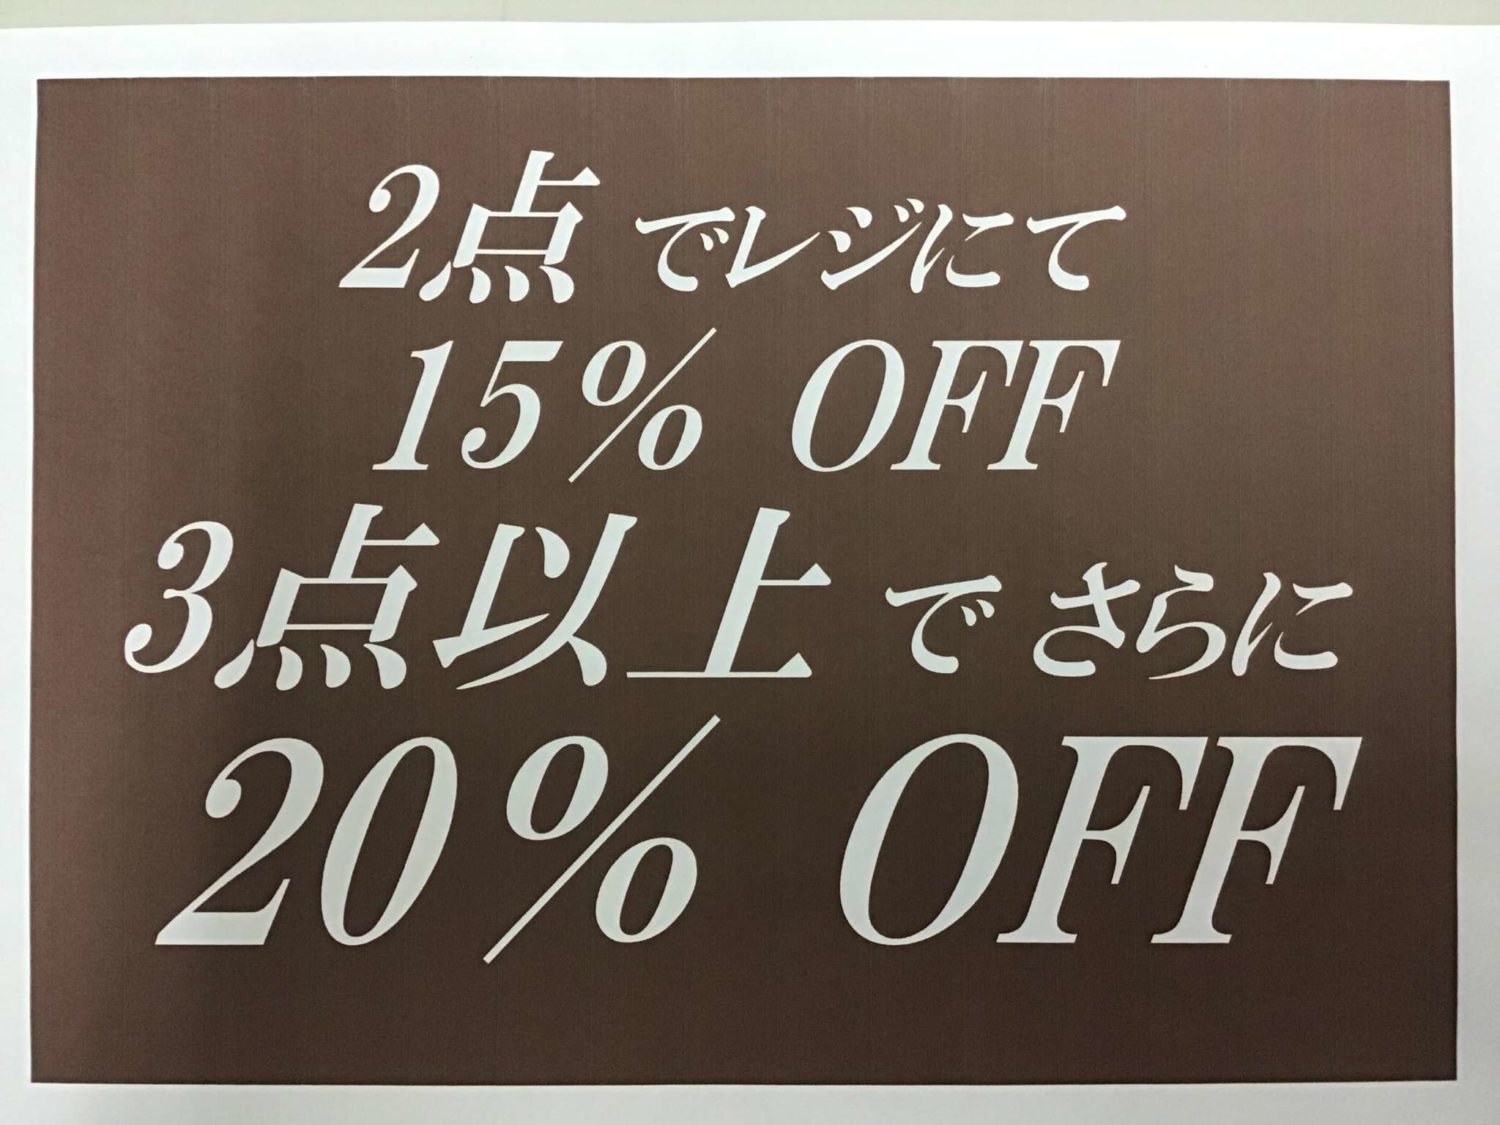 2点 でレジにて
15% OFF
3点以上 で さらに
20% OFF